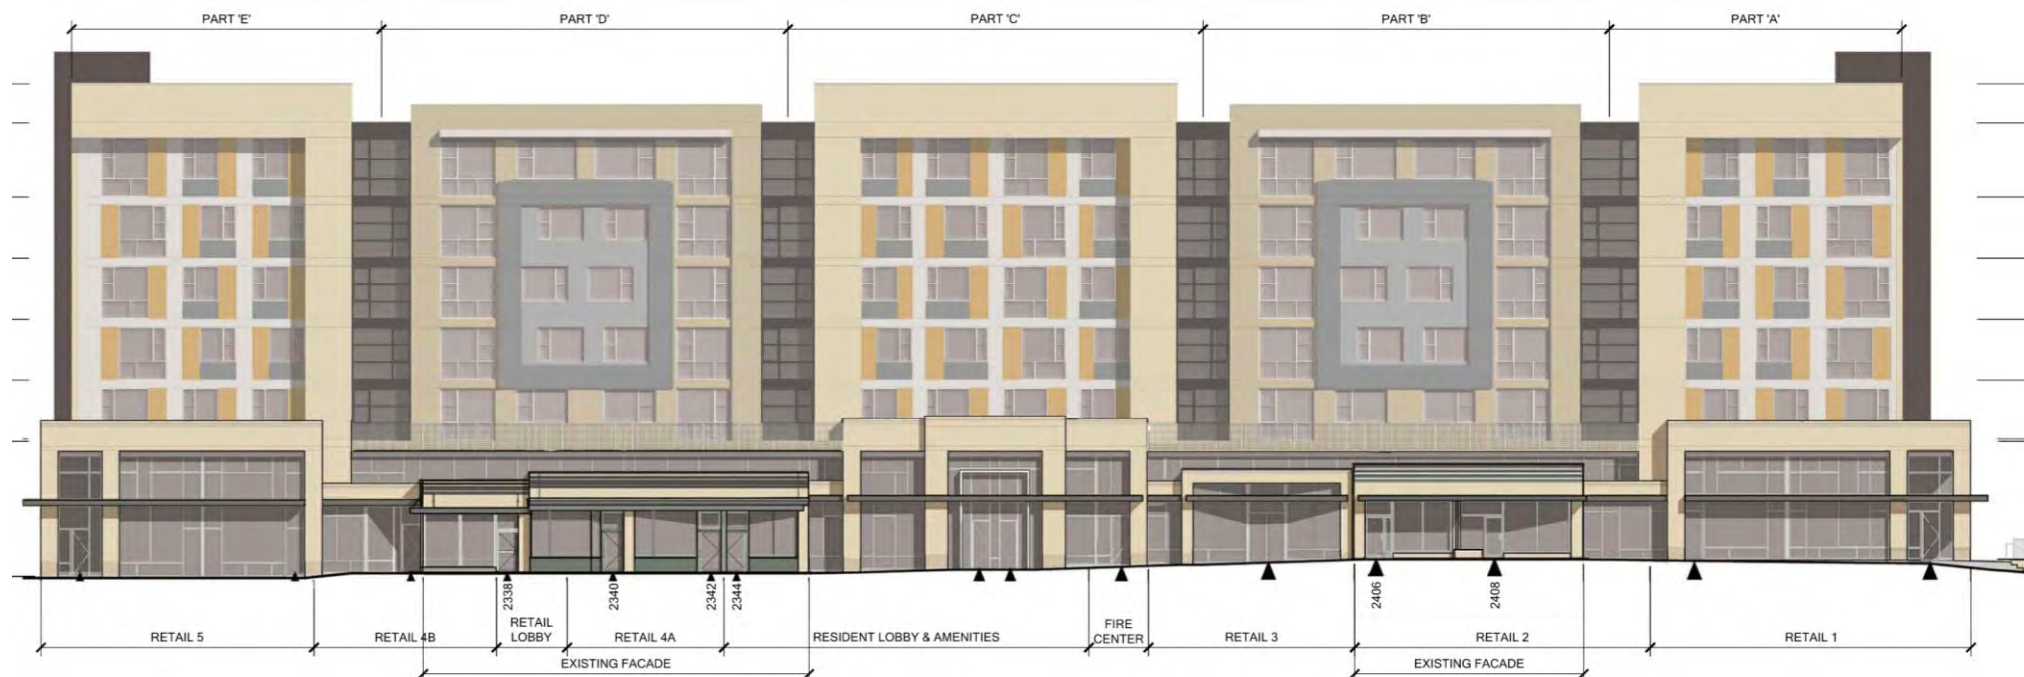 PART 'E'
PART 'D'
PART 'C'
PART 'B'
PART 'A'
2338
2340
2342
2344
2406
2408
RETAIL 5
RETAIL 4B
RETAIL
LOBBY
RETAIL 4A
RESIDENT LOBBY & AMENITIES
FIRE
CENTER
RETAIL 3
RETAIL 2
RETAIL 1
EXISTING FACADE
EXISTING FACADE